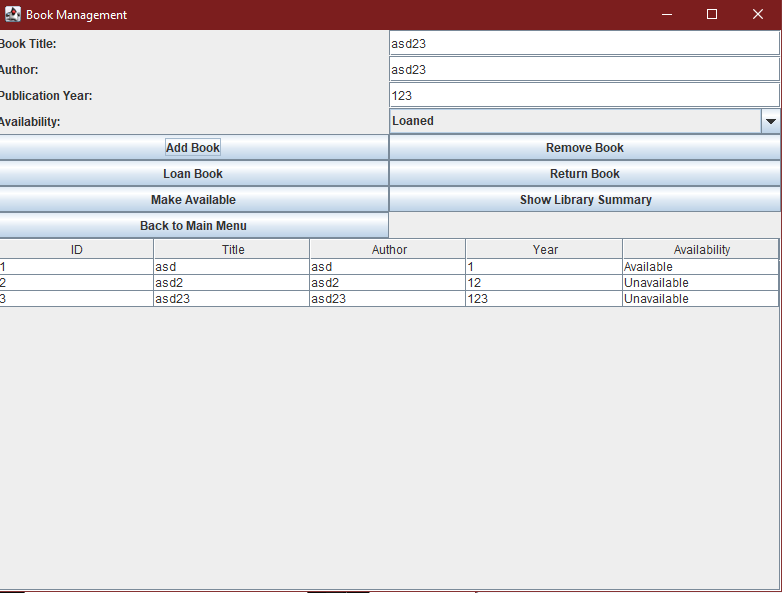 Book Management
Book Title: asd23
Author: asd23
Publication Year: 123
Availability: Loaned
Add Book Remove Book
Loan Book Return Book
Make Available Show Library Summary
Back to Main Menu
ID Title Author Year Availability
1 asd asd 1 Available
2 asd2 asd2 12 Unavailable
3 asd23 asd23 123 Unavailable